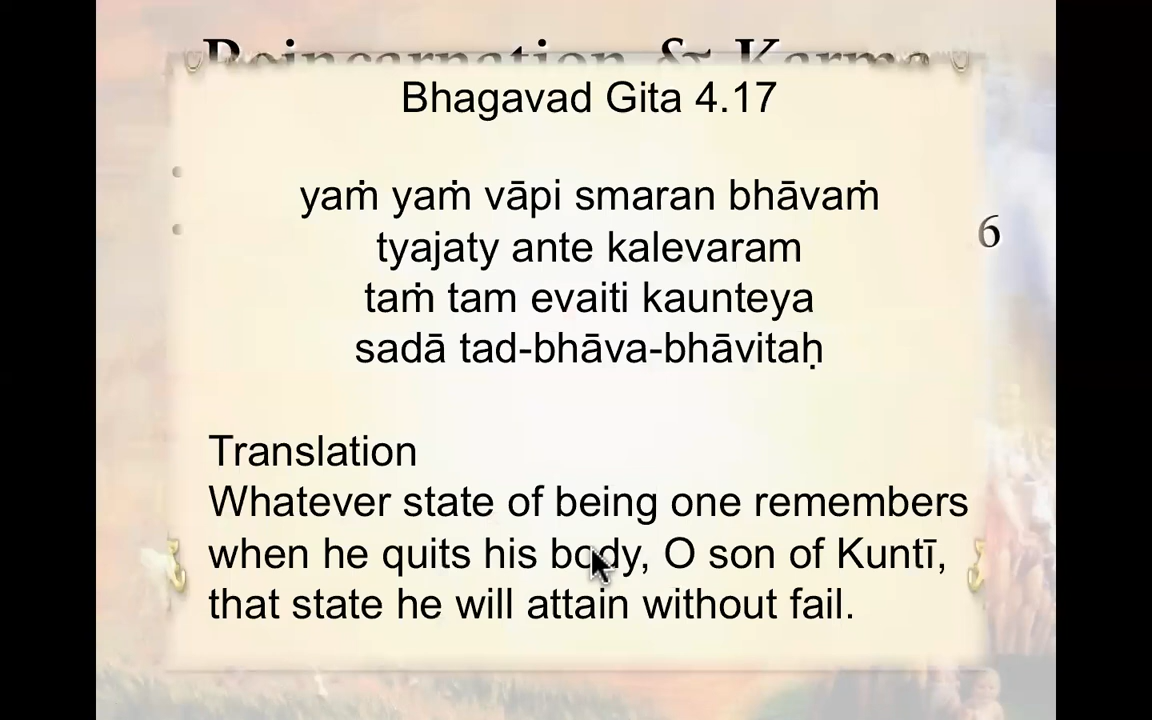 Reincarnation & Karma
Bhagavad Gita 4.17
yaṁ yaṁ vāpi smaran bhāvaṁ
6
tyajaty ante kalevaram
taṁ tam evaiti kaunteya
sadā tad-bhāva-bhāvitaḥ
Translation
Whatever state of being one remembers
when he quits his body, O son of Kuntī,
that state he will attain without fail.